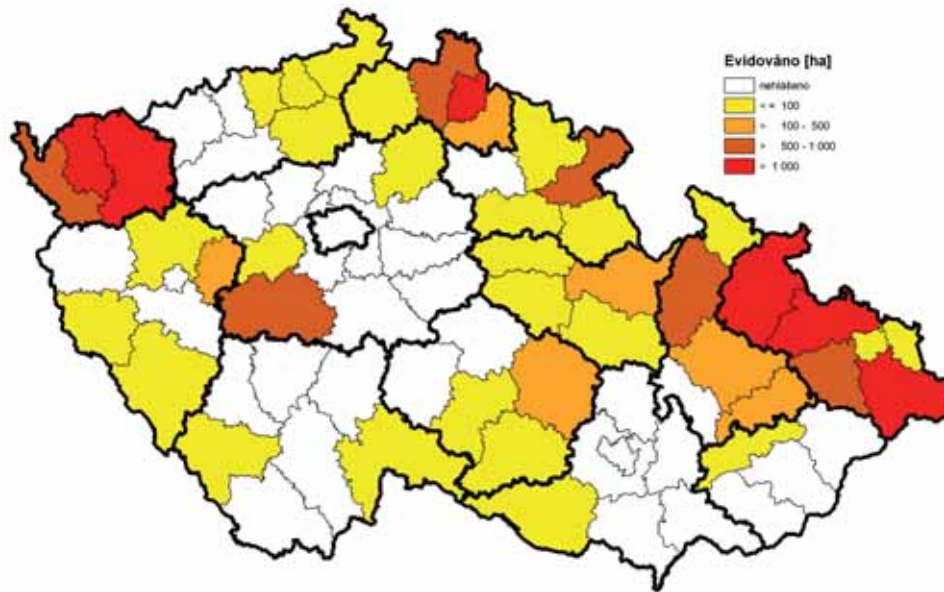 Evidováno [ha]
nehlášeno
< = 100
> 100 - 500
> 500 - 1 000
> 1 000